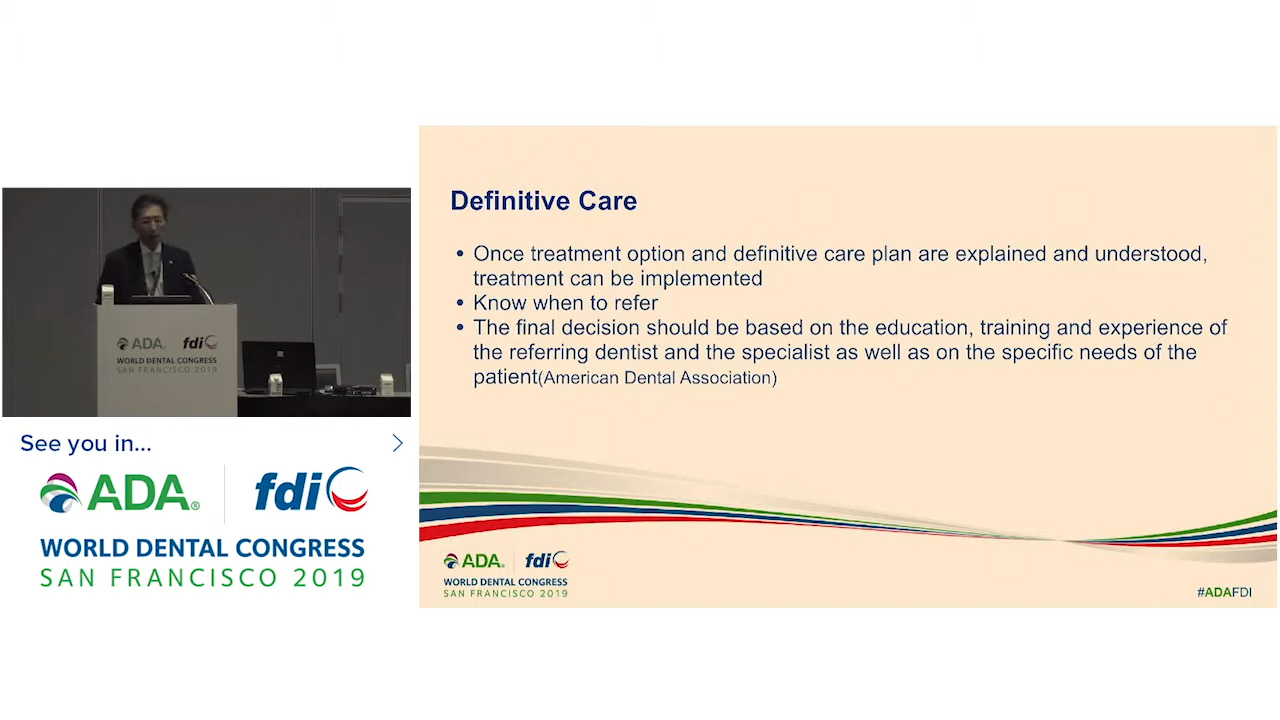 ADA. fdi
WORLD DENTAL CONGRESS
SAN FRANCISCO 2019
See you in...
ADA® fdi
WORLD DENTAL CONGRESS
SAN FRANCISCO 2019
Definitive Care
• Once treatment option and definitive care plan are explained and understood,
treatment can be implemented
• Know when to refer
• The final decision should be based on the education, training and experience of
the referring dentist and the specialist as well as on the specific needs of the
patient(American Dental Association)
ADA. fdi
WORLD DENTAL CONGRESS
SAN FRANCISCO 2019
#ADAFDI